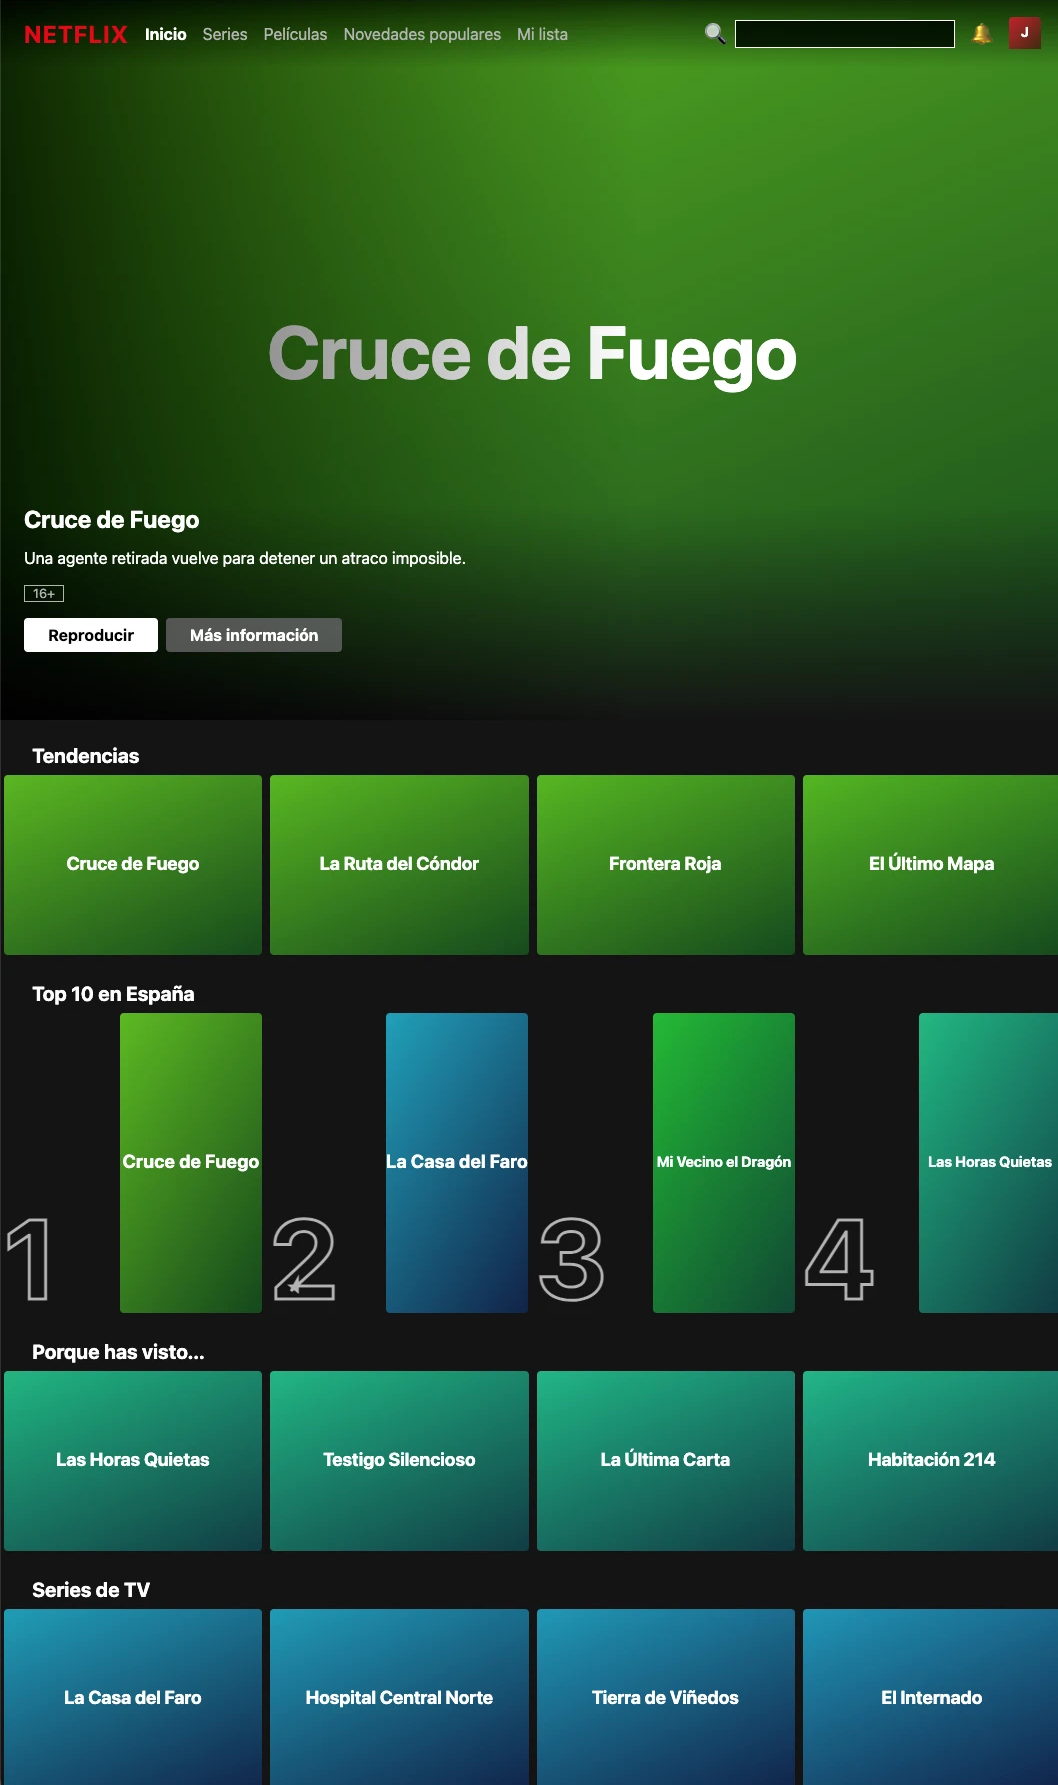 NETFLIX Inicio Series Películas Novedades populares Mi lista J
Cruce de Fuego
Cruce de Fuego
Una agente retirada vuelve para detener un atraco imposible.
16+
Reproducir Más información
Tendencias
Cruce de Fuego La Ruta del Cóndor Frontera Roja El Último Mapa
Top 10 en España
Cruce de Fuego La Casa del Faro Mi Vecino el Dragón Las Horas Quietas
1 2 3 4
Porque has visto...
Las Horas Quietas Testigo Silencioso La Última Carta Habitación 214
Series de TV
La Casa del Faro Hospital Central Norte Tierra de Viñedos El Internado